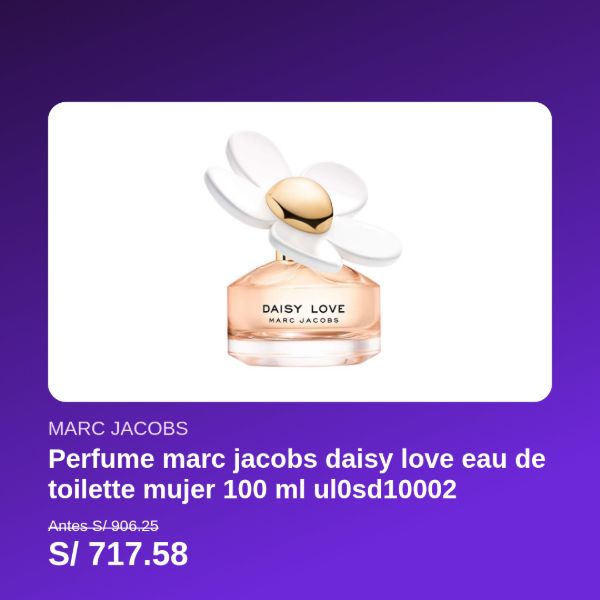 DAISY LOVE
MARC JACOBS
MARC JACOBS
Perfume marc jacobs daisy love eau de
toilette mujer 100 ml ul0sd10002
Antes S/ 906.25
S/ 717.58